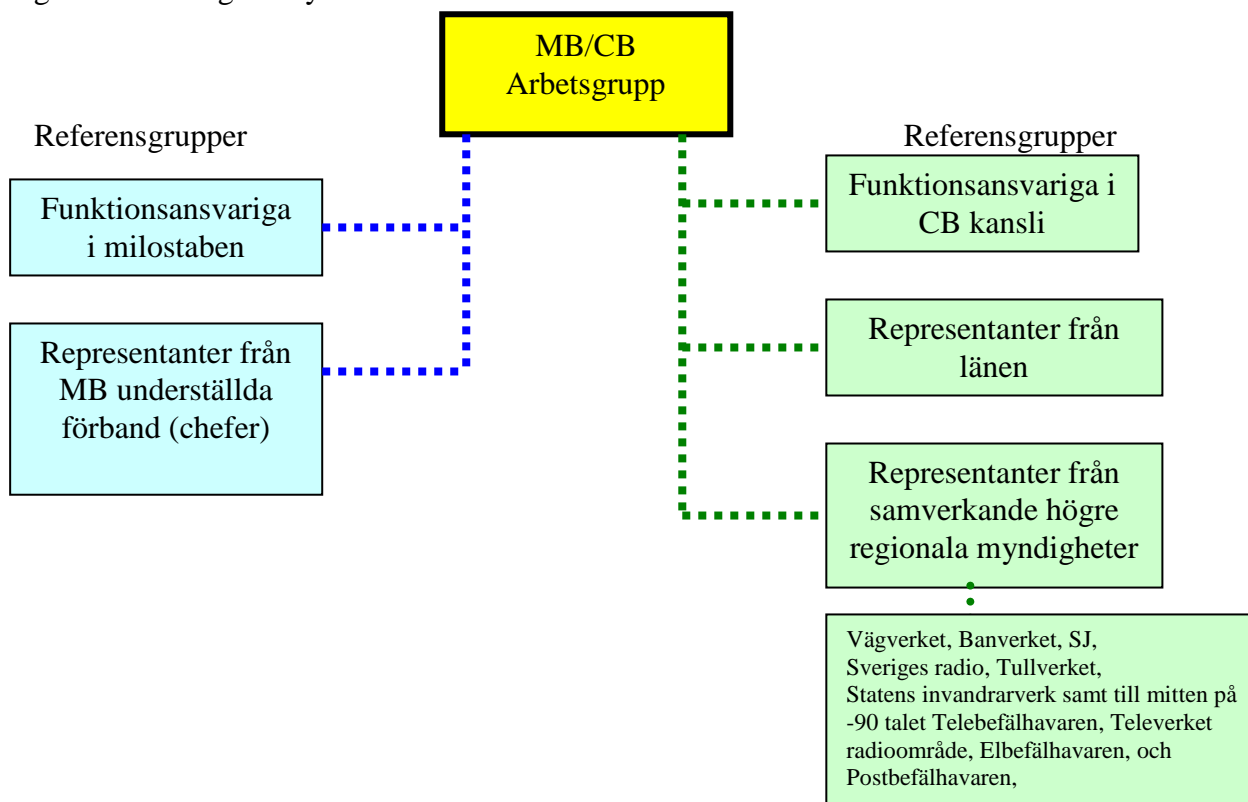 MB/CB
Arbetsgrupp
Referensgrupper
Funktionsansvariga
i milostaben
Representanter från
MB underställda
förband (chefer)
Referensgrupper
Funktionsansvariga i
CB kansli
Representanter från
länen
Representanter från
samverkande högre
regionala myndigheter
Vägverket, Banverket, SJ,
Sveriges radio, Tullverket,
Statens invandrarverk samt till mitten på
-90 talet Telebefälhavaren, Televerket
radioområde, Elbefälhavaren, och
Postbefälhavaren,